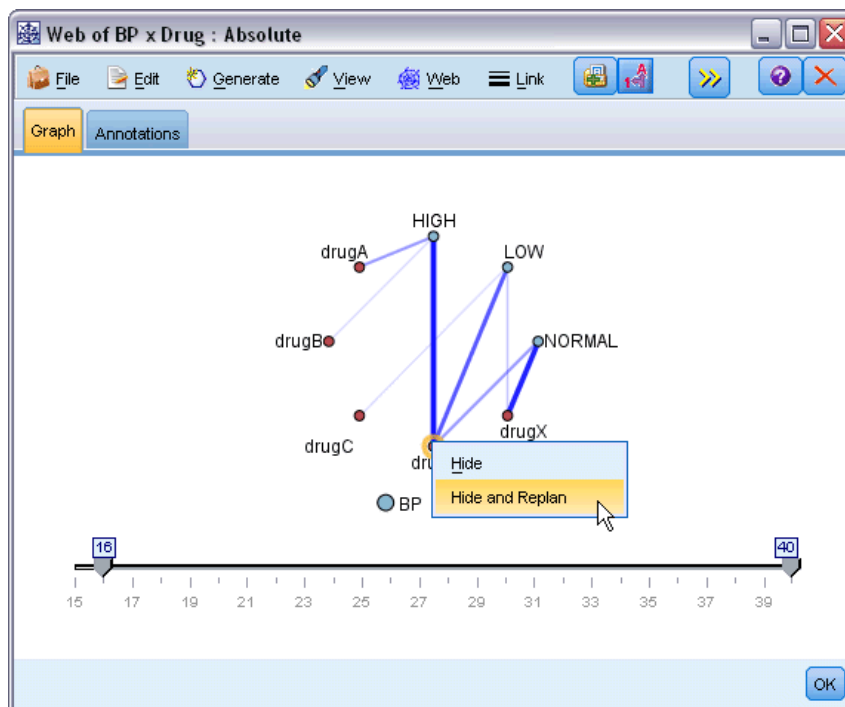 Web of BP x Drug : Absolute
File Edit Generate View Web Link
Graph Annotations
HIGH
drugA LOW
drugB NORMAL
drugC drugX
Hide
BP Hide and Replan
16 40
15 17 19 21 23 25 27 29 31 33 35 37 39
OK